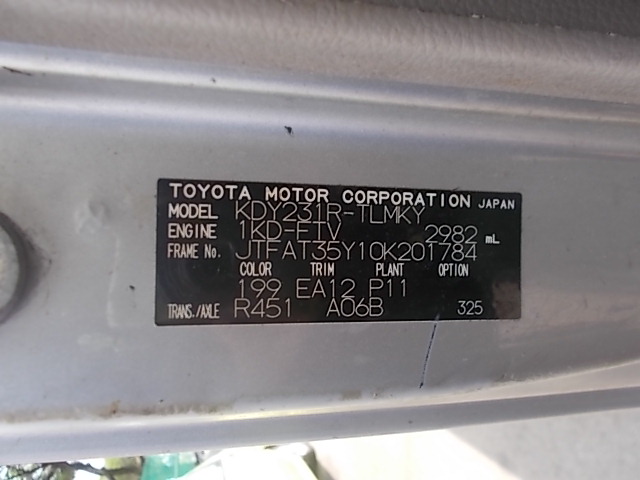 TOYOTA MOTOR CORPORATION JAPAN
MODEL KDY231R-TLMKY
ENGINE 1KD-FTV 2982 mL
FRAME No. JTFAT35Y10K201784
COLOR TRIM PLANT OPTION
199 EA12 P11
TRANS./AXLE R451 A06B 325